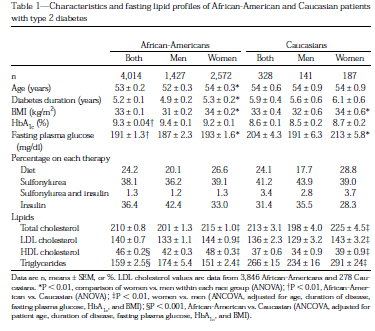 Table 1—Characteristics and fasting lipid profiles of African-American and Caucasian patients
with type 2 diabetes
African-Americans Caucasians
Both Men Women Both Men Women
n 4,014 1,427 2,572 328 141 187
Age (years) 53 ± 0.2 52 ± 0.3 54 ± 0.3* 54 ± 0.6 54 ± 0.9 54 ± 0.9
Diabetes duration (years) 5.2 ± 0.1 4.9 ± 0.2 5.3 ± 0.2* 5.9 ± 0.4 5.6 ± 0.6 6.1 ± 0.6
BMI (kg/m²) 33 ± 0.1 31 ± 0.2 34 ± 0.2* 33 ± 0.4 32 ± 0.6 34 ± 0.6*
HbA1c (%) 9.3 ± 0.04† 9.4 ± 0.1 9.2 ± 0.1 8.6 ± 0.1 8.5 ± 0.2 8.7 ± 0.2
Fasting plasma glucose 191 ± 1.3† 187 ± 2.3 193 ± 1.6* 204 ± 4.3 191 ± 6.3 213 ± 5.8*
(mg/dl)
Percentage on each therapy
Diet 24.2 20.1 26.6 24.1 17.7 28.8
Sulfonylurea 38.1 36.2 39.1 41.2 43.9 39.0
Sulfonylurea and insulin 1.3 1.2 1.3 3.4 2.8 3.7
Insulin 36.4 42.4 33.0 31.4 35.5 28.3
Lipids
Total cholesterol 210 ± 0.8 201 ± 1.3 215 ± 1.0‡ 213 ± 3.1 198 ± 4.0 225 ± 4.5‡
LDL cholesterol 140 ± 0.7 133 ± 1.1 144 ± 0.9‡ 136 ± 2.3 129 ± 3.2 143 ± 3.2‡
HDL cholesterol 46 ± 0.2§ 42 ± 0.3 48 ± 0.3‡ 37 ± 0.6 34 ± 0.9 39 ± 0.9‡
Triglycerides 159 ± 2.5§ 174 ± 5.4 151 ± 2.4‡ 266 ± 15 234 ± 16 291 ± 24‡
Data are n, means ± SEM, or %. LDL cholesterol values are data from 3,846 African-Americans and 278 Cau-
casians. *P < 0.01, comparison of women vs. men within each race group (ANOVA); †P < 0.01, African-Amer-
ican vs. Caucasian (ANOVA); ‡P < 0.01, women vs. men (ANCOVA, adjusted for age, duration of disease,
fasting plasma glucose, HbA1c, and BMI); §P < 0.001, African-American vs. Caucasian (ANCOVA, adjusted for
patient age, duration of disease, fasting plasma glucose, HbA1c, and BMI).